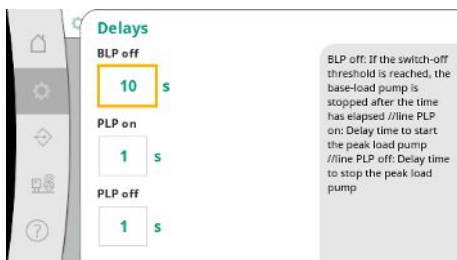 Delays
BLP off
10 s
PLP on
1 s
PLP off
1 s
BLP off: If the switch-off
threshold is reached, the
base-load pump is
stopped after the time
has elapsed //line PLP
on: Delay time to start
the peak load pump
//line PLP off: Delay time
to stop the peak load
pump
?